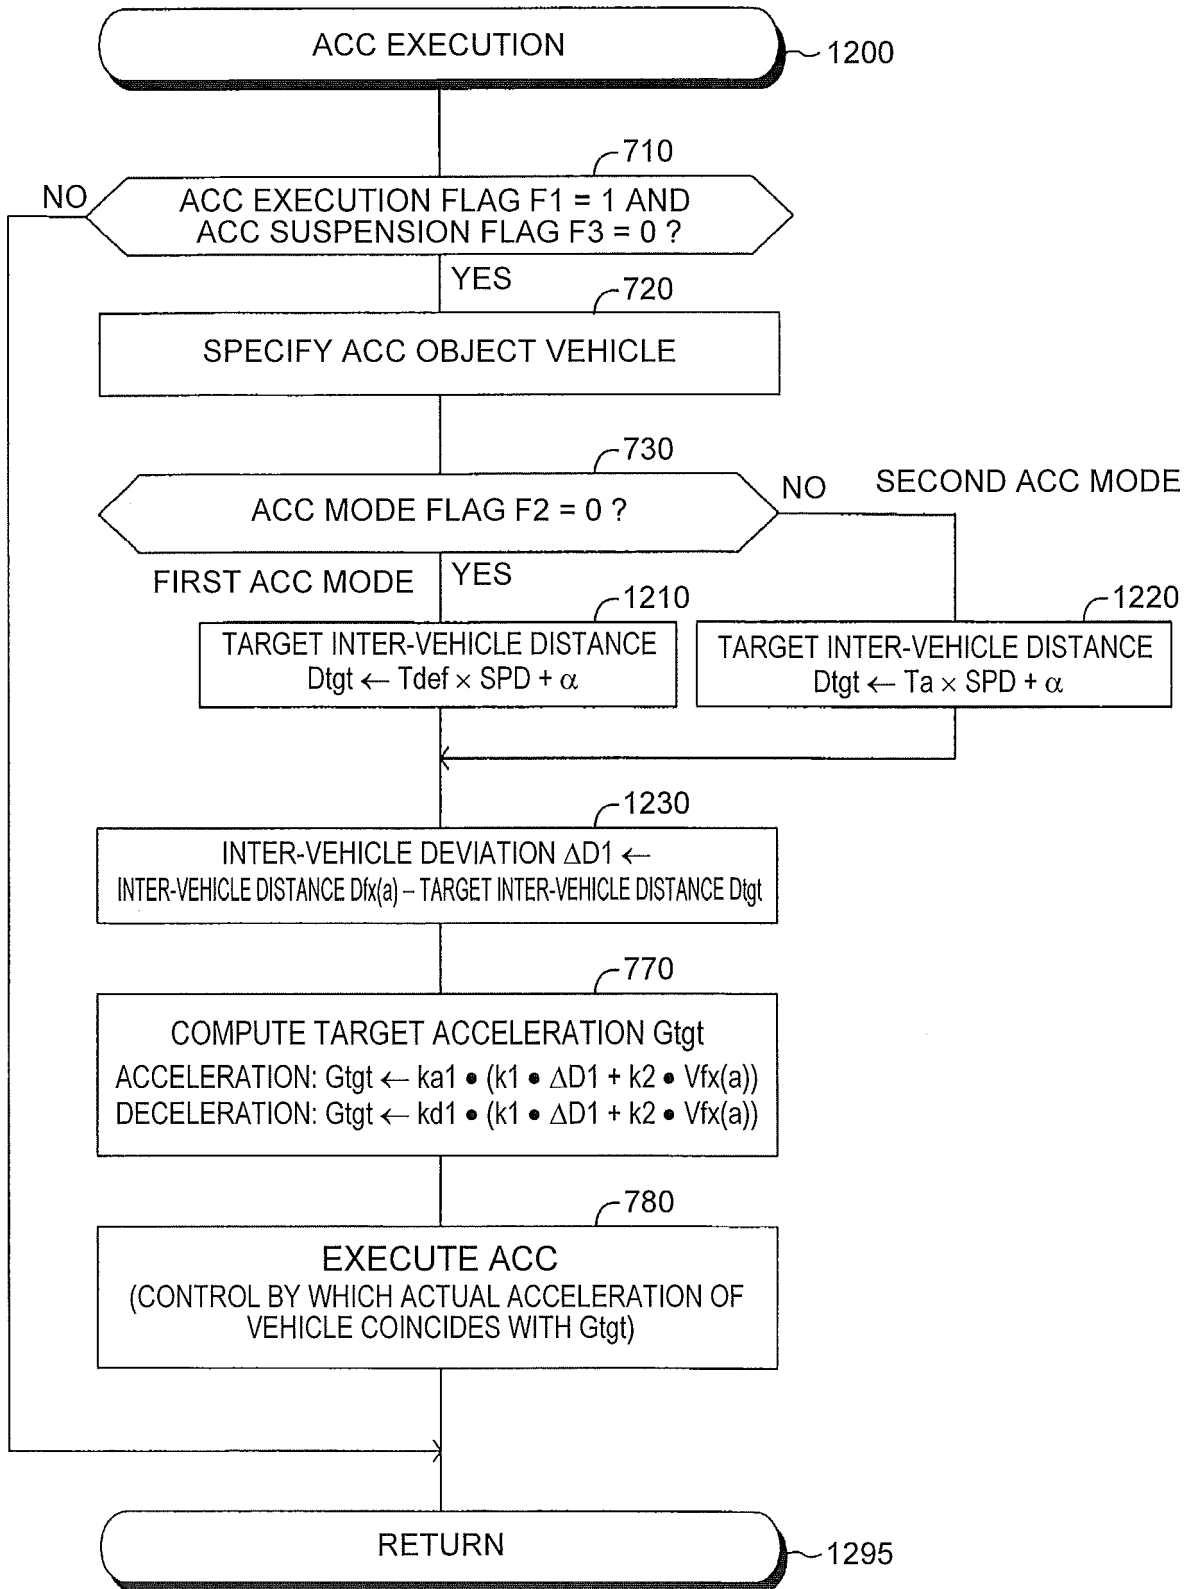 ACC EXECUTION
1200
710
NO
ACC EXECUTION FLAG F1 = 1 AND
ACC SUSPENSION FLAG F3 = 0 ?
YES
720
SPECIFY ACC OBJECT VEHICLE
730
ACC MODE FLAG F2 = 0 ?
NO
SECOND ACC MODE
FIRST ACC MODE
YES
1210
TARGET INTER-VEHICLE DISTANCE
Dtgt ← Tdef × SPD + α
1220
TARGET INTER-VEHICLE DISTANCE
Dtgt ← Ta × SPD + α
1230
INTER-VEHICLE DEVIATION ΔD1 ←
INTER-VEHICLE DISTANCE Dfx(a) – TARGET INTER-VEHICLE DISTANCE Dtgt
770
COMPUTE TARGET ACCELERATION Gtgt
ACCELERATION: Gtgt ← ka1 • (k1 • ΔD1 + k2 • Vfx(a))
DECELERATION: Gtgt ← kd1 • (k1 • ΔD1 + k2 • Vfx(a))
780
EXECUTE ACC
(CONTROL BY WHICH ACTUAL ACCELERATION OF
VEHICLE COINCIDES WITH Gtgt)
RETURN
1295